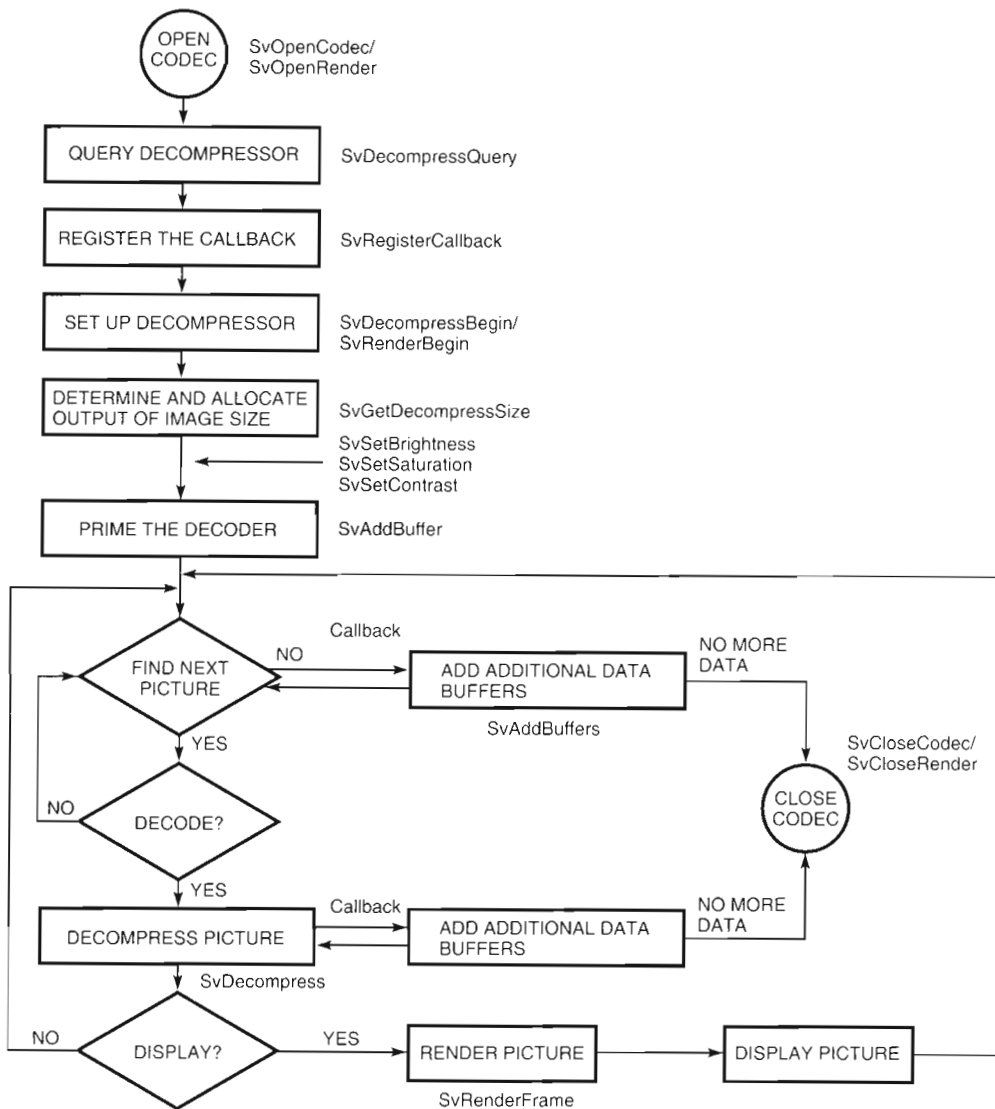 OPEN
CODEC
SvOpenCodec/
SvOpenRender
QUERY DECOMPRESSOR
SvDecompressQuery
REGISTER THE CALLBACK
SvRegisterCallback
SET UP DECOMPRESSOR
SvDecompressBegin/
SvRenderBegin
DETERMINE AND ALLOCATE
OUTPUT OF IMAGE SIZE
SvGetDecompressSize
SvSetBrightness
SvSetSaturation
SvSetContrast
PRIME THE DECODER
SvAddBuffer
FIND NEXT
PICTURE
NO
Callback
ADD ADDITIONAL DATA
BUFFERS
SvAddBuffers
NO MORE
DATA
SvCloseCodec/
SvCloseRender
CLOSE
CODEC
YES
NO
DECODE?
YES
DECOMPRESS PICTURE
SvDecompress
Callback
ADD ADDITIONAL DATA
BUFFERS
NO MORE
DATA
NO
DISPLAY?
YES
RENDER PICTURE
SvRenderFrame
DISPLAY PICTURE